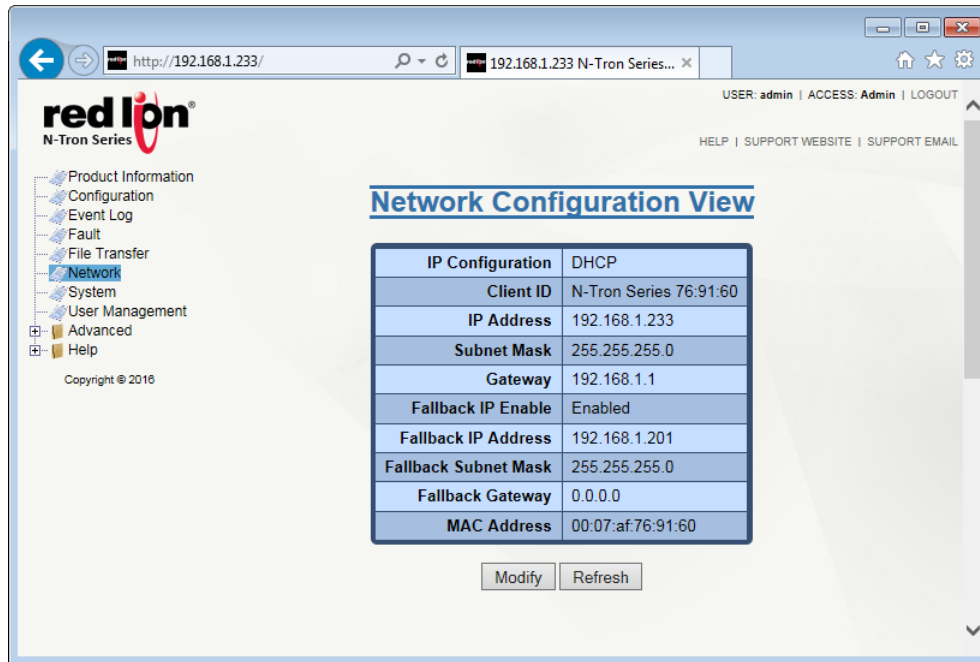 http://192.168.1.233/
192.168.1.233 N-Tron Series...
USER: admin | ACCESS: Admin | LOGOUT
red lion®
N-Tron Series
HELP | SUPPORT WEBSITE | SUPPORT EMAIL
Product Information
Configuration
Event Log
Fault
File Transfer
Network
System
User Management
Advanced
Help
Copyright © 2016
Network Configuration View
IP Configuration DHCP
Client ID N-Tron Series 76:91:60
IP Address 192.168.1.233
Subnet Mask 255.255.255.0
Gateway 192.168.1.1
Fallback IP Enable Enabled
Fallback IP Address 192.168.1.201
Fallback Subnet Mask 255.255.255.0
Fallback Gateway 0.0.0.0
MAC Address 00:07:af:76:91:60
Modify Refresh